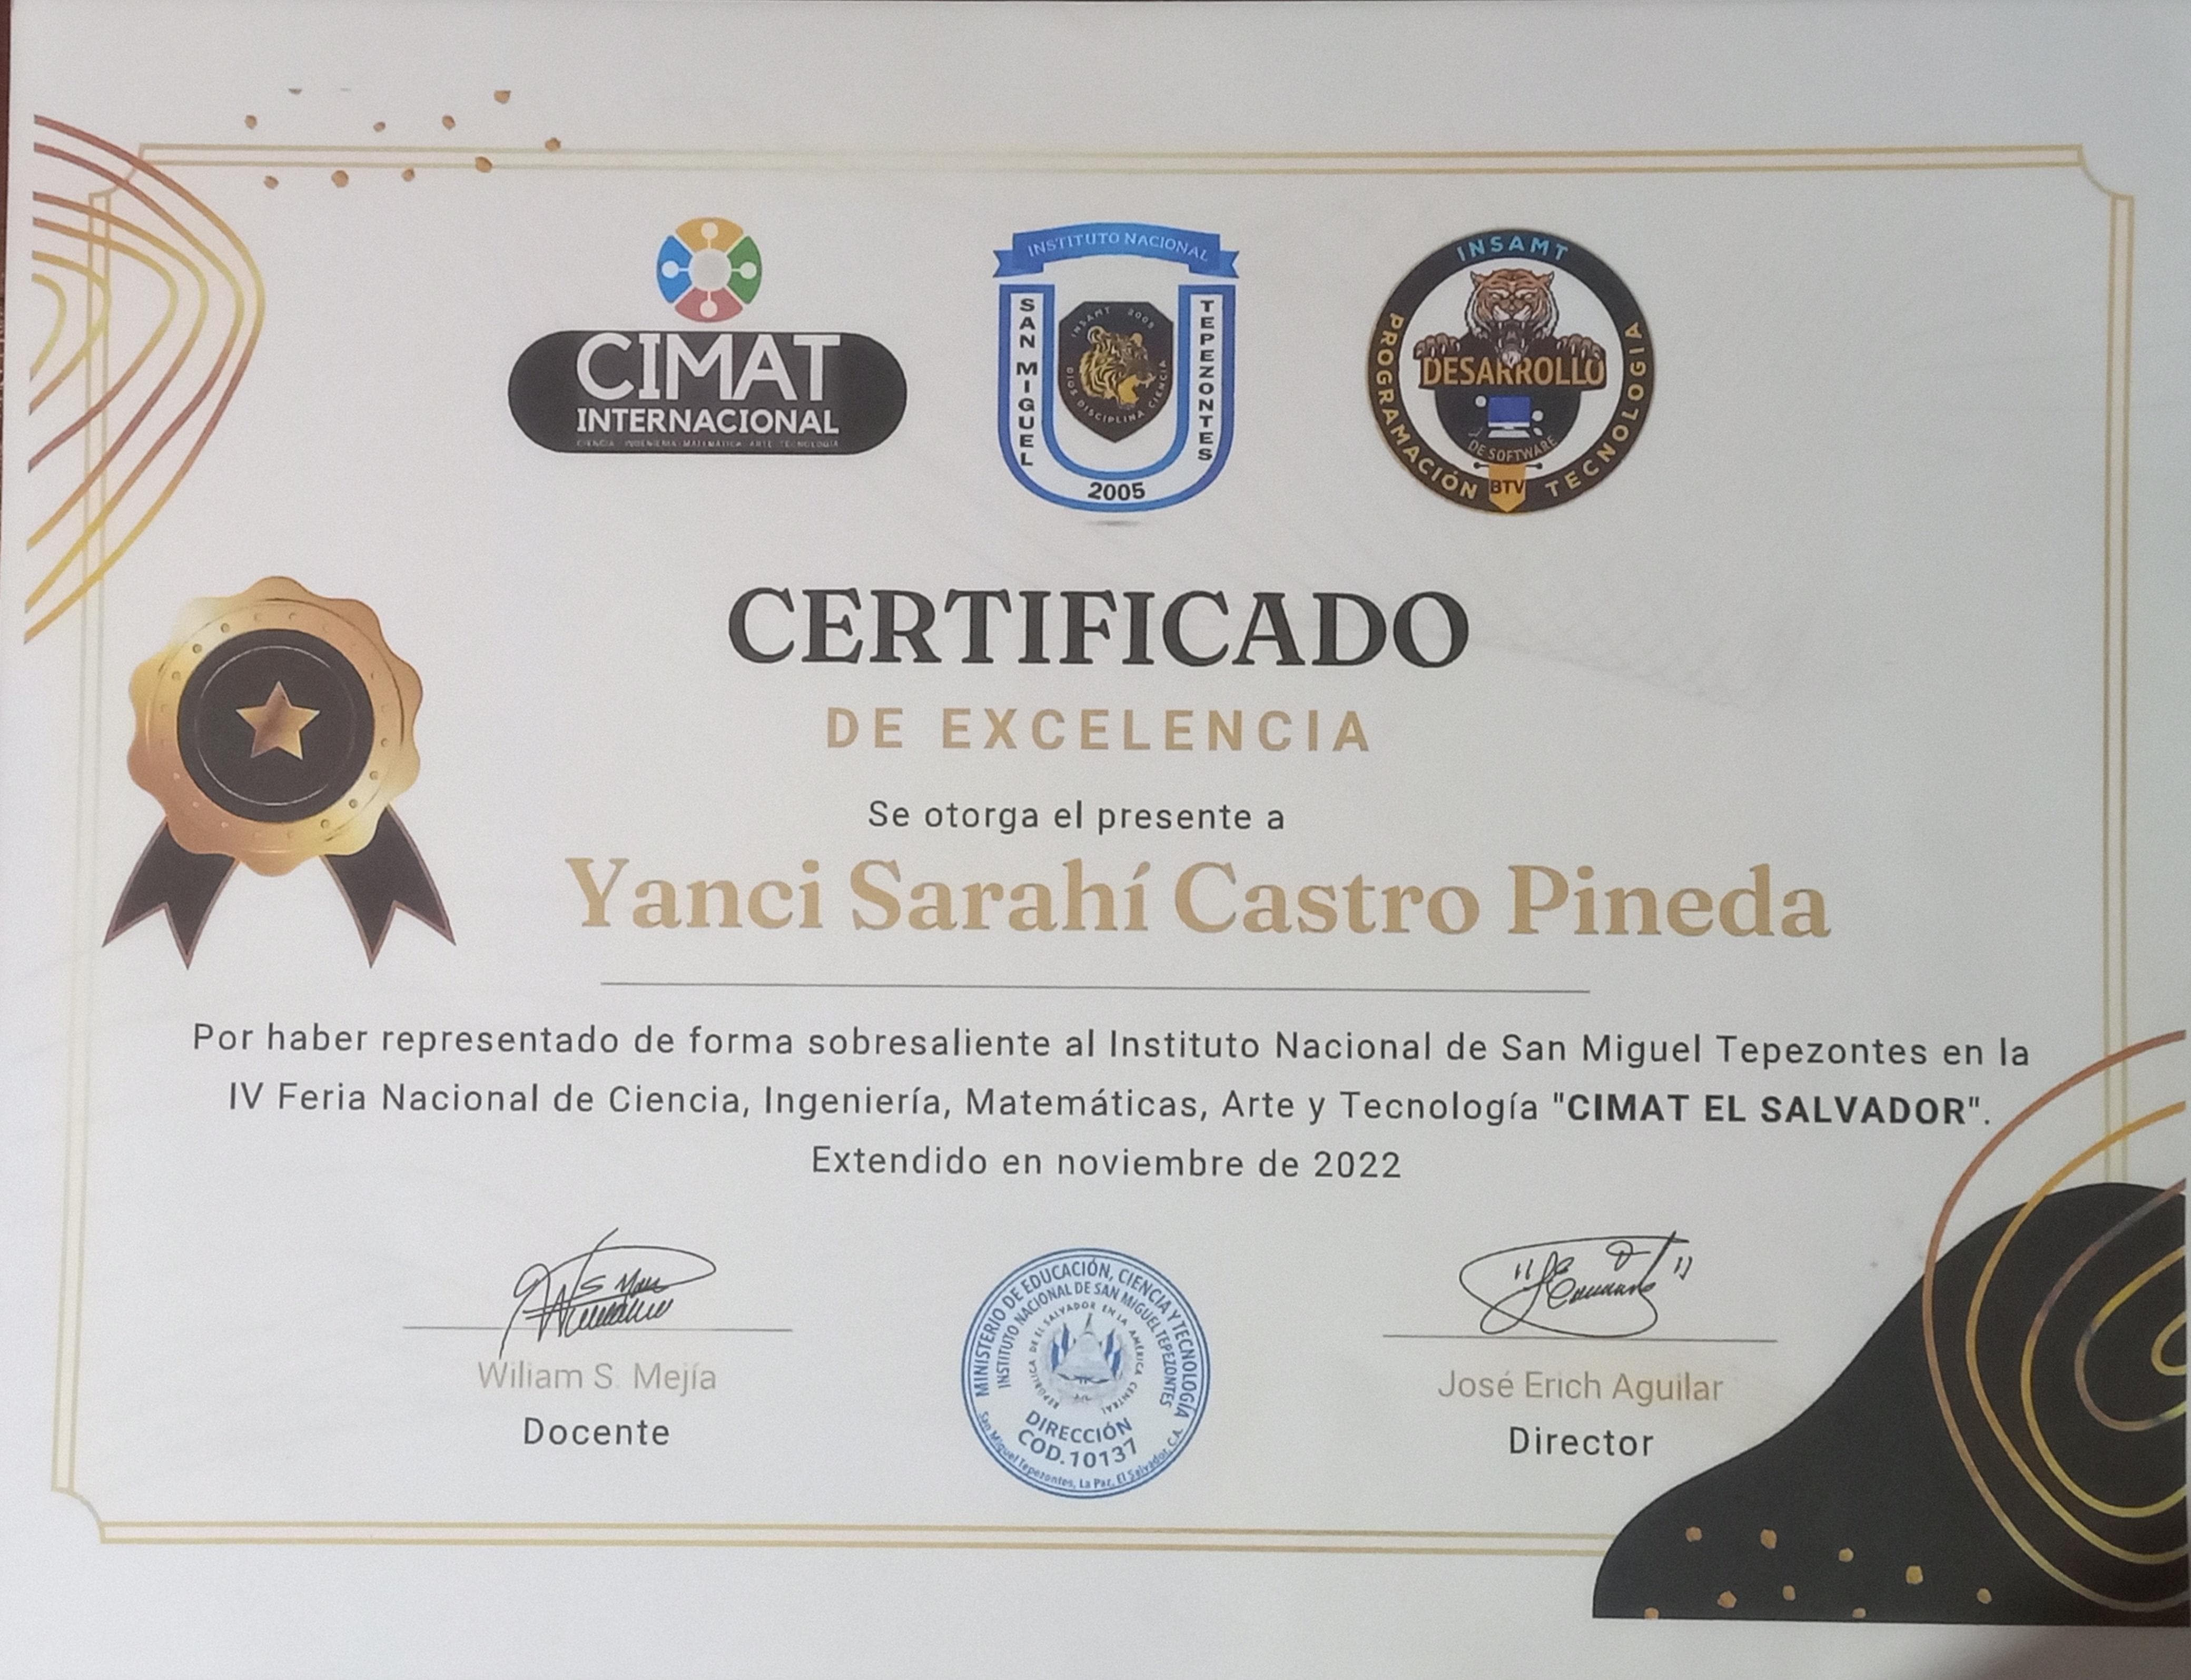 CIMAT
INTERNACIONAL
CIENCIA INGENIERIA MATEMÁTICA ARTE TECNOLOGÍA
INSTITUTO NACIONAL
SAN MIGUEL
TEPEZONTES
INSAMT 2005
DIOS DISCIPLINA CIENCIA
2005
INSAMT
PROGRAMACIÓN
TECNOLOGIA
DESARROLLO
DE SOFTWARE
BTV
CERTIFICADO
DE EXCELENCIA
Se otorga el presente a
Yanci Sarahí Castro Pineda
Por haber representado de forma sobresaliente al Instituto Nacional de San Miguel Tepezontes en la
IV Feria Nacional de Ciencia, Ingeniería, Matemáticas, Arte y Tecnología "CIMAT EL SALVADOR".
Extendido en noviembre de 2022
Wiliam S. Mejía
Docente
MINISTERIO DE EDUCACIÓN, CIENCIA Y TECNOLOGÍA
INSTITUTO NACIONAL DE SAN MIGUEL TEPEZONTES
REPÚBLICA DE EL SALVADOR EN LA AMÉRICA CENTRAL
DIRECCIÓN
COD.10137
San Miguel Tepezontes, La Paz, El Salvador, C.A.
José Erich Aguilar
Director